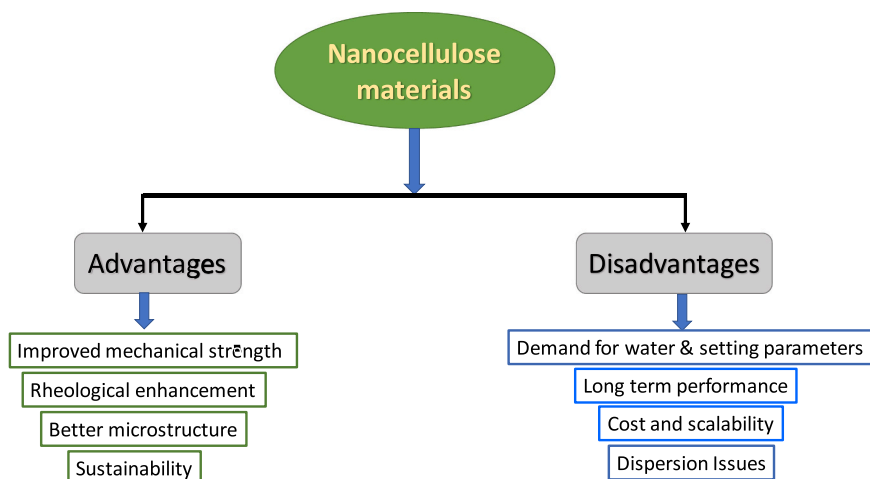 Nanocellulose
materials
Advantages
Disadvantages
Improved mechanical strength
Rheological enhancement
Better microstructure
Sustainability
Demand for water & setting parameters
Long term performance
Cost and scalability
Dispersion Issues